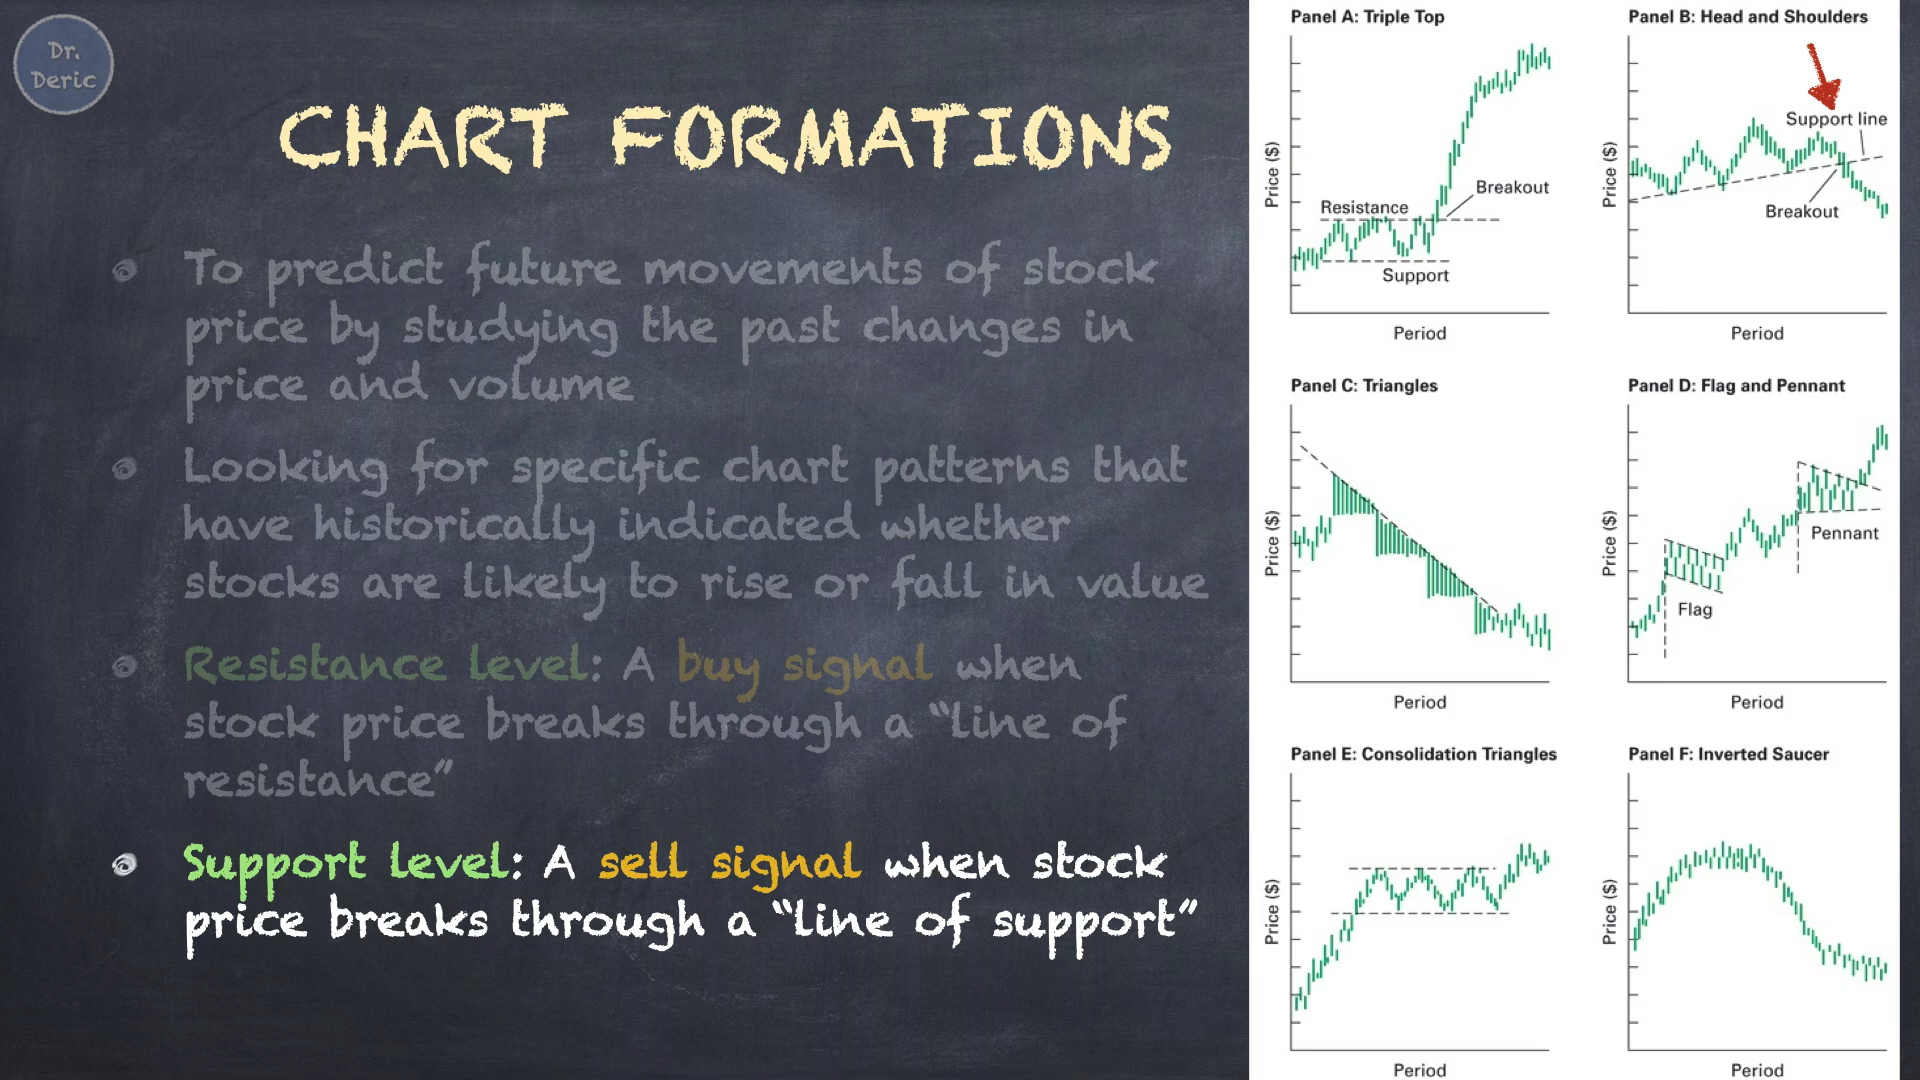 Dr.
Deric
CHART FORMATIONS
To predict future movements of stock
price by studying the past changes in
price and volume
Looking for specific chart patterns that
have historically indicated whether
stocks are likely to rise or fall in value
Resistance level: A buy signal when
stock price breaks through a “line of
resistance”
Support level: A sell signal when stock
price breaks through a “line of support”
Panel A: Triple Top
Price ($)
Resistance
Breakout
Support
Period
Panel B: Head and Shoulders
Price ($)
Support line
Breakout
Period
Panel C: Triangles
Price ($)
Period
Panel D: Flag and Pennant
Price ($)
Pennant
Flag
Period
Panel E: Consolidation Triangles
Price ($)
Period
Panel F: Inverted Saucer
Price ($)
Period